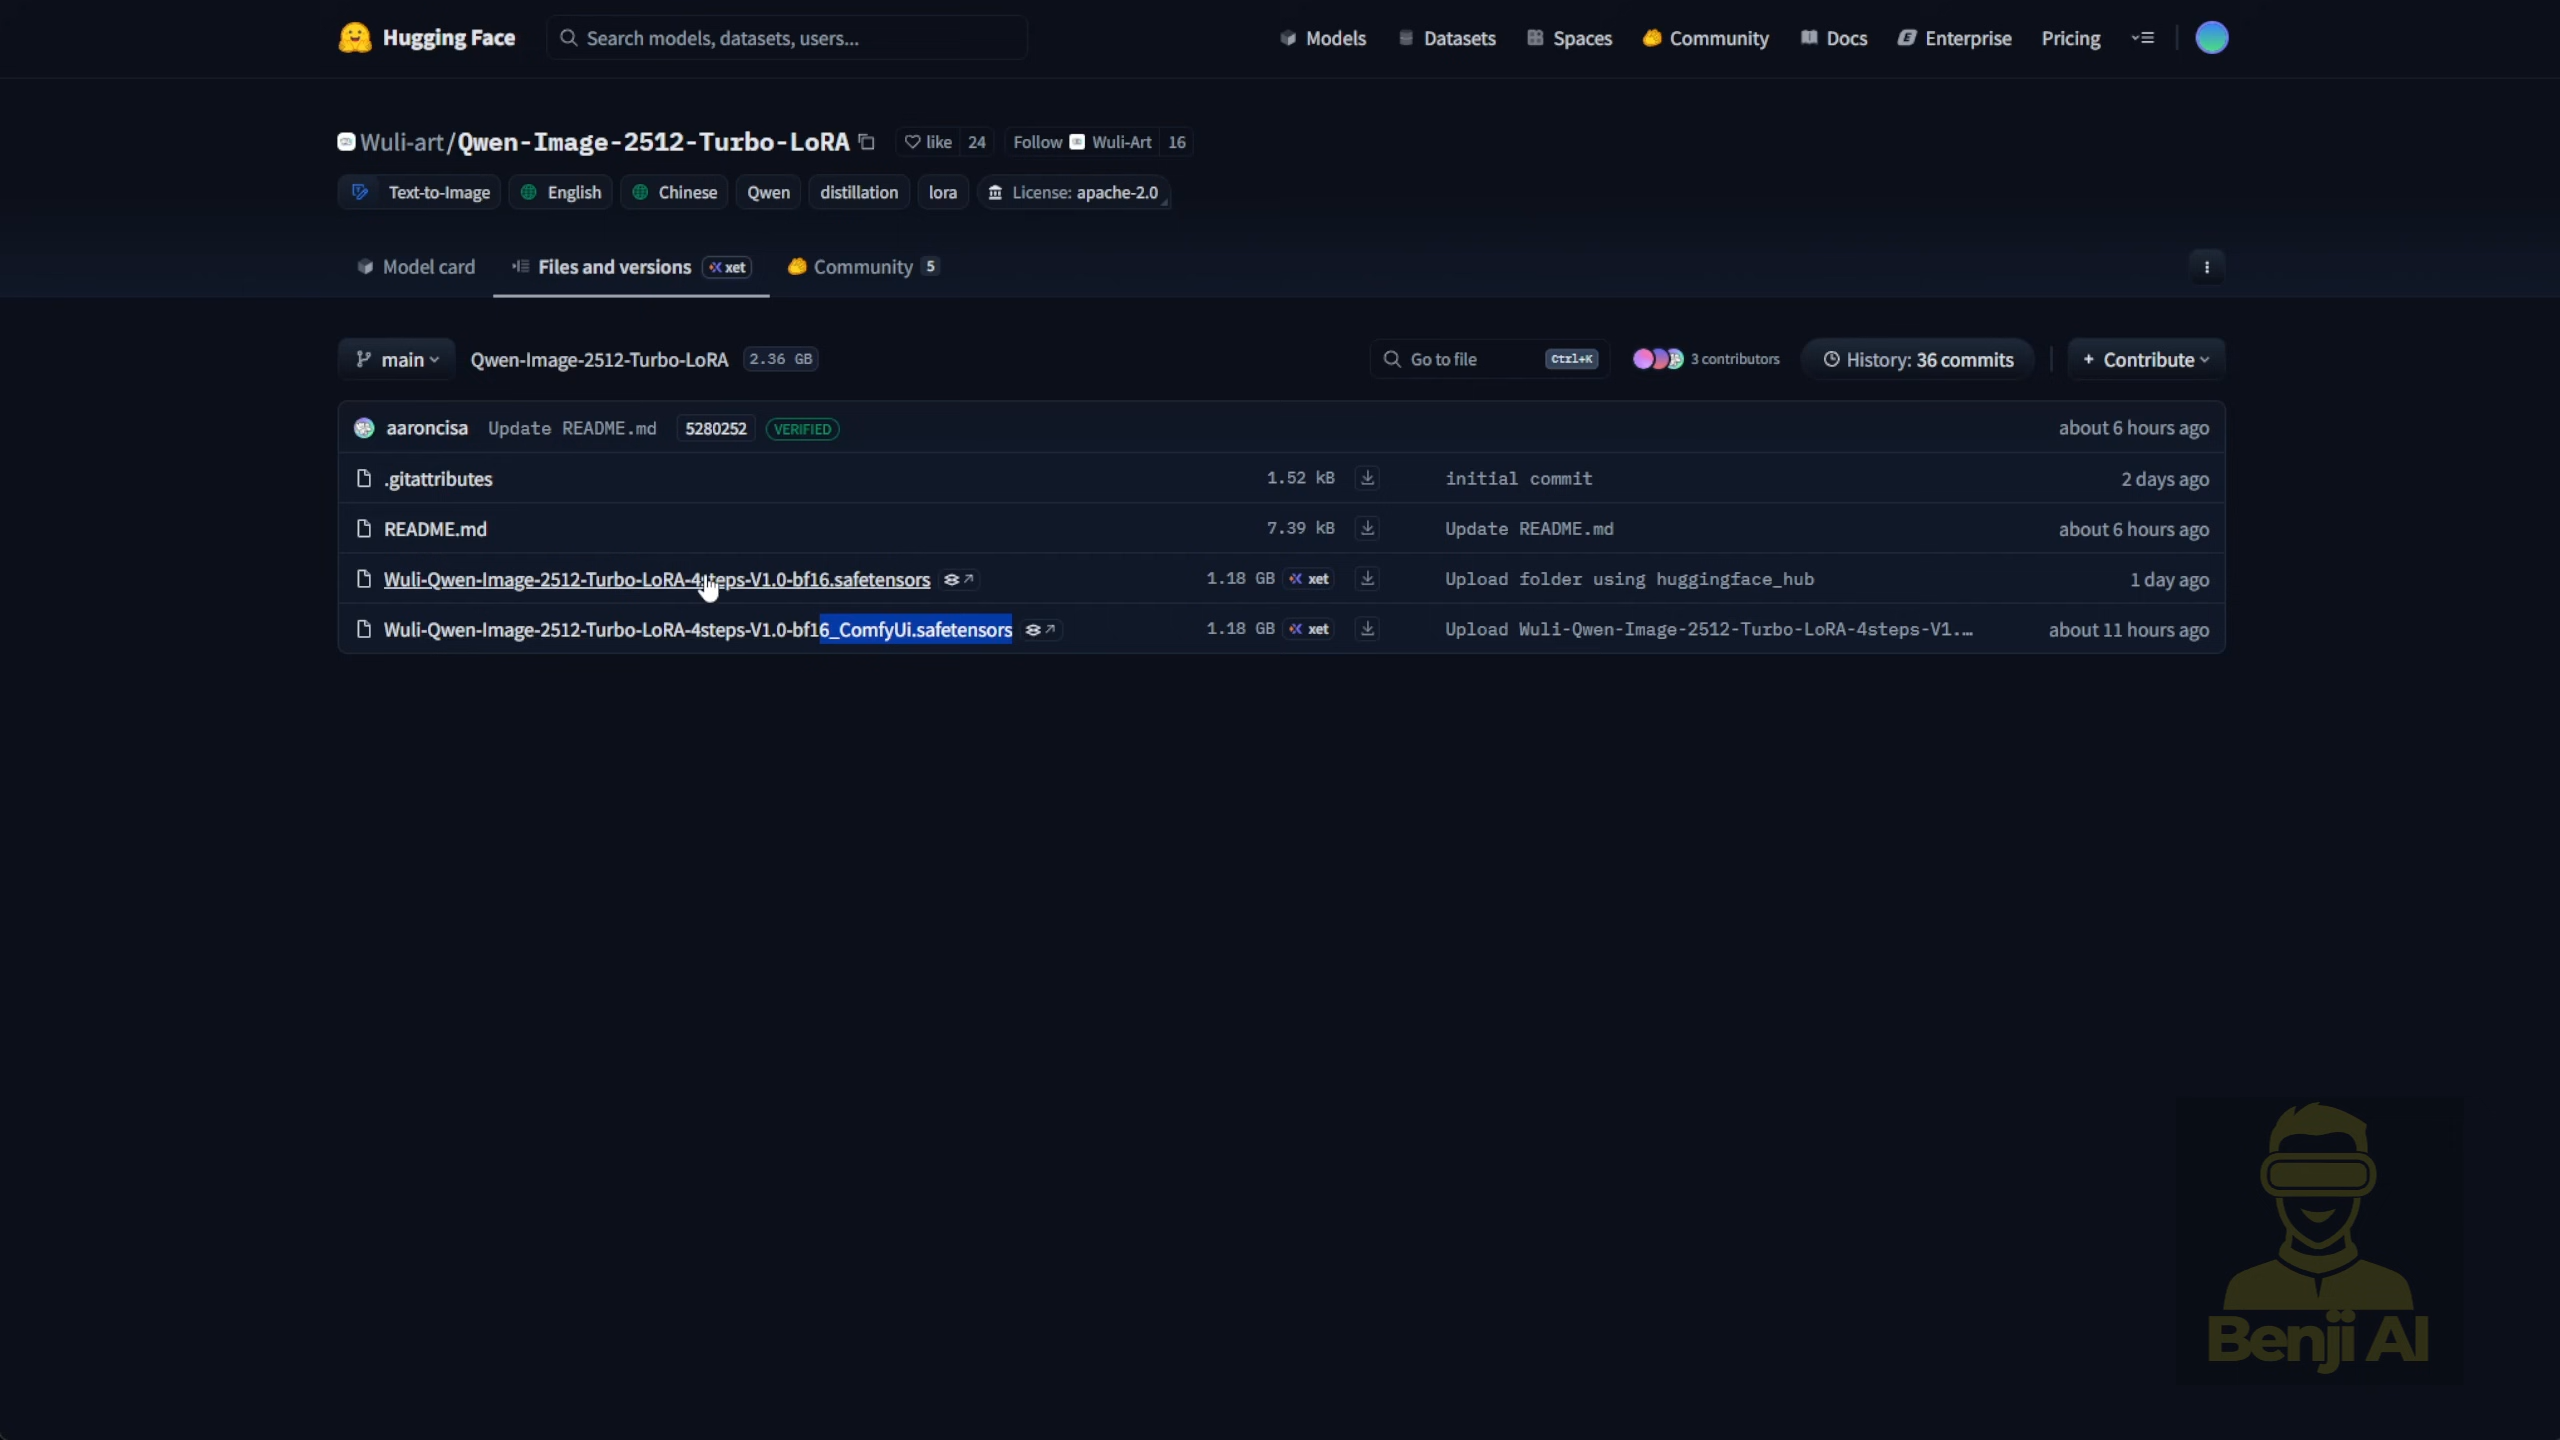 Hugging Face
Search models, datasets, users...
Models
Datasets
Spaces
Community
Docs
Enterprise
Pricing
Wuli-art/Qwen-Image-2512-Turbo-LoRA
like 24
Follow Wuli-Art 16
Text-to-Image
English
Chinese
Qwen
distillation
lora
License: apache-2.0
Model card
Files and versions xet
Community 5
main
Qwen-Image-2512-Turbo-LoRA 2.36 GB
Go to file Ctrl+K
3 contributors
History: 36 commits
+ Contribute
aaroncisa Update README.md 5280252 VERIFIED about 6 hours ago
.gitattributes 1.52 kB initial commit 2 days ago
README.md 7.39 kB Update README.md about 6 hours ago
Wuli-Qwen-Image-2512-Turbo-LoRA-4steps-V1.0-bf16.safetensors 1.18 GB xet Upload folder using huggingface_hub 1 day ago
Wuli-Qwen-Image-2512-Turbo-LoRA-4steps-V1.0-bf16_ComfyUi.safetensors 1.18 GB xet Upload Wuli-Qwen-Image-2512-Turbo-LoRA-4steps-V1.… about 11 hours ago
Benji AI